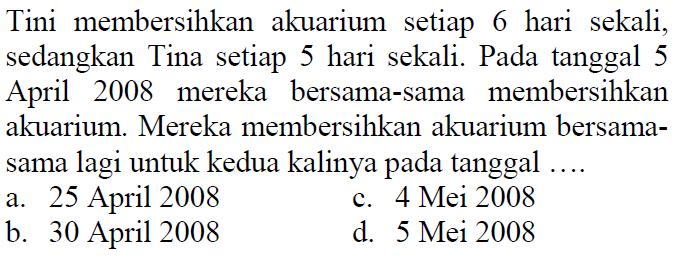 Tini membersihkan akuarium setiap 6 hari sekali,
sedangkan Tina setiap 5 hari sekali. Pada tanggal 5
April 2008 mereka bersama-sama membersihkan
akuarium. Mereka membersihkan akuarium bersama-
sama lagi untuk kedua kalinya pada tanggal ....
a. 25 April 2008 c. 4 Mei 2008
b. 30 April 2008 d. 5 Mei 2008